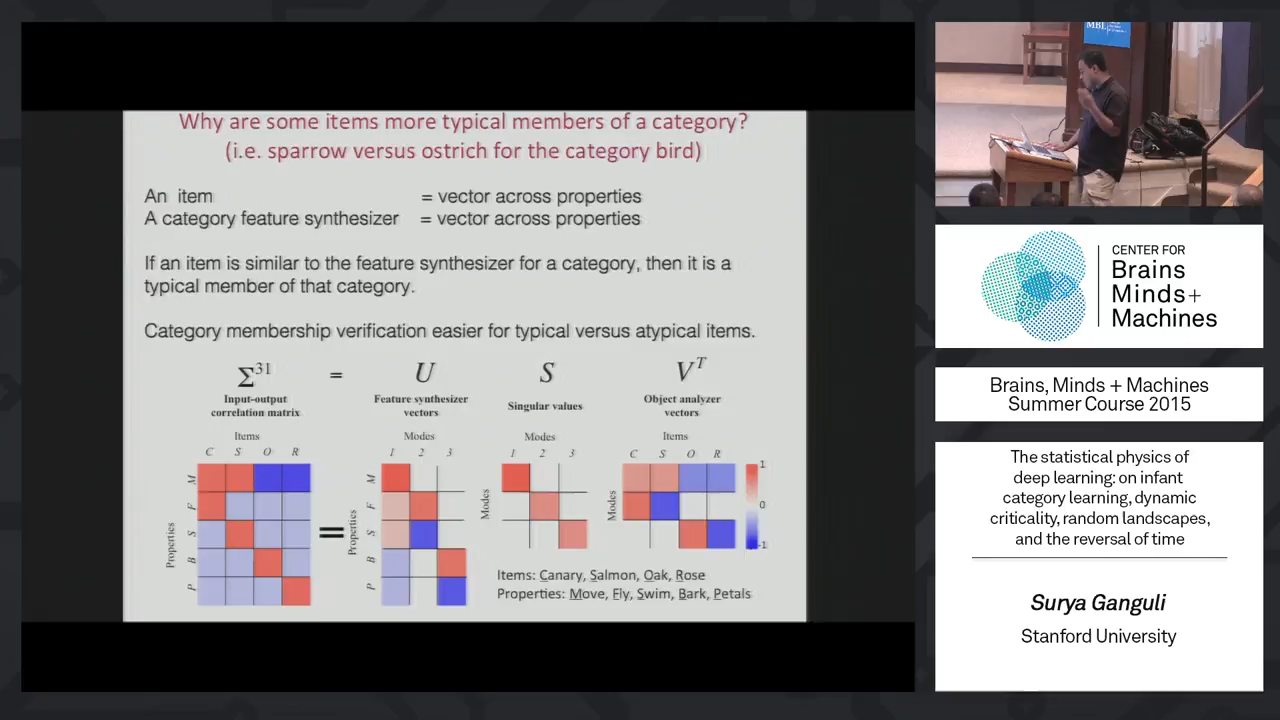 Why are some items more typical members of a category?
(i.e. sparrow versus ostrich for the category bird)
An item = vector across properties
A category feature synthesizer = vector across properties
If an item is similar to the feature synthesizer for a category, then it is a
typical member of that category.
Category membership verification easier for typical versus atypical items.
Σ³¹ = U S Vᵀ
Input-output
correlation matrix
Feature synthesizer
vectors
Singular values
Object analyzer
vectors
Items
C S O R
Properties
M
F
S
B
P
=
Modes
1 2 3
Properties
M
F
S
B
P
Modes
1 2 3
Modes
Items
C S O R
Modes
1
0
-1
Items: Canary, Salmon, Oak, Rose
Properties: Move, Fly, Swim, Bark, Petals
MBL
CENTER FOR
Brains
Minds+
Machines
Brains, Minds + Machines
Summer Course 2015
The statistical physics of
deep learning: on infant
category learning, dynamic
criticality, random landscapes,
and the reversal of time
Surya Ganguli
Stanford University